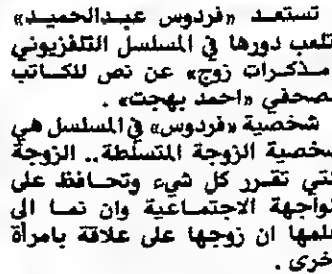 تستعد «فردوس عبدالحميد»
لتلعب دورها في المسلسل التلفزيوني
«مذكرات زوج» عن نص للكاتب
الصحفي «احمد بهجت» .
شخصية «فردوس» في المسلسل هي
شخصية الزوجة المتسلطة.. الزوجة
التي تقرر كل شيء وتحافظ على
الواجهة الاجتماعية وان نما الى
علمها ان زوجها على علاقة بامرأة
اخرى .